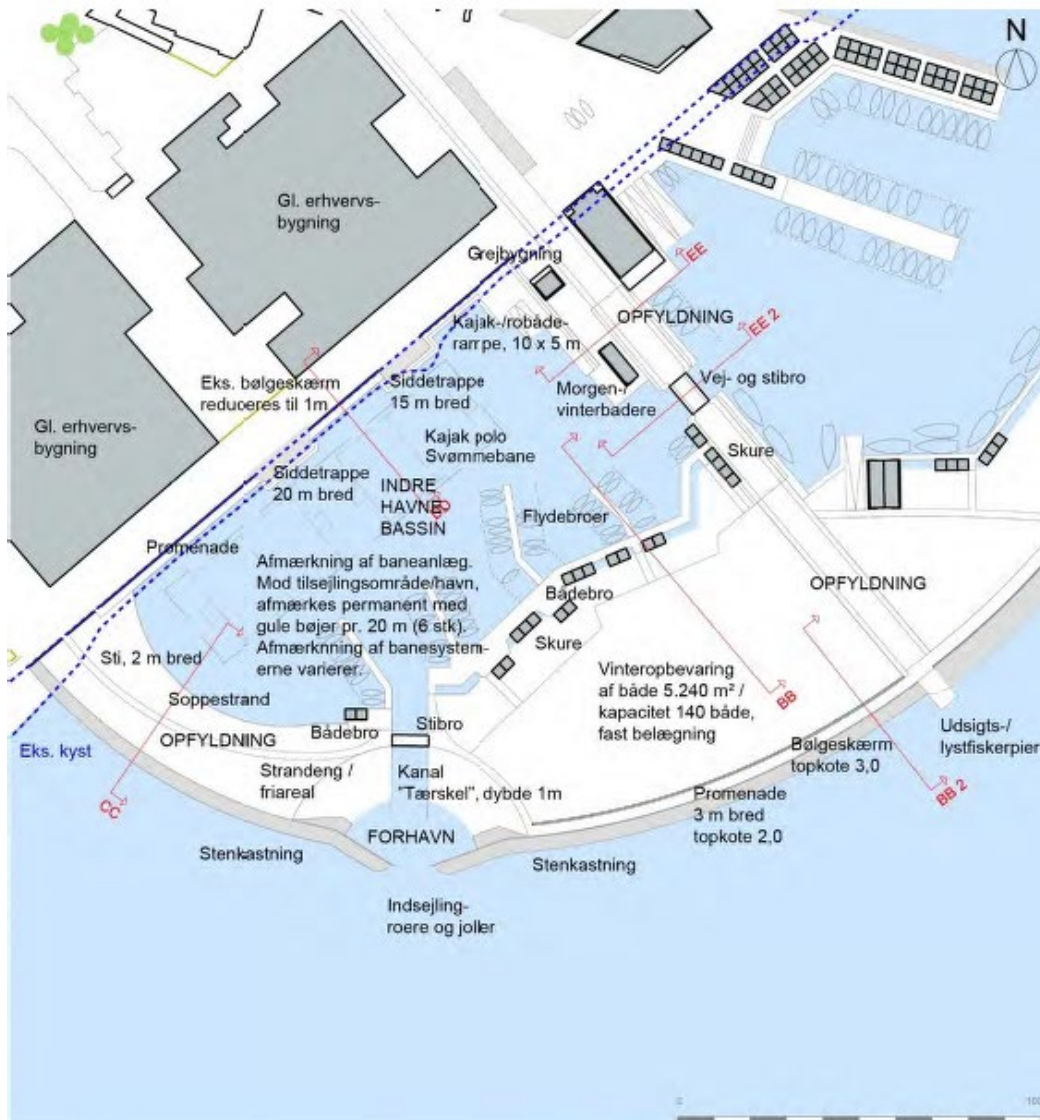 N
Gl. erhvervs-
bygning
Grejbygning
EE
OPFYLDNING
EE 2
Kajak-/robåde-
rampe, 10 x 5 m
Eks. bølgeskærm
reduceres til 1m
Siddetrappe
15 m bred
Morgen-/
vinterbadere
Vej- og stibro
Gl. erhvervs-
bygning
Kajak polo
Svømmebane
Skure
Siddetrappe
20 m bred
INDRE
HAVNE-
BASSIN
Flydebroer
Promenade
Afmærkning af baneanlæg.
Mod tilsejlingsområde/havn,
afmærkes permanent med
gule bøjer pr. 20 m (6 stk).
Afmærknning af banesystem-
erne varierer.
Bådebro
OPFYLDNING
Skure
Sti, 2 m bred
Soppestrand
Vinteropbevaring
af både 5.240 m² /
kapacitet 140 både,
fast belægning
BB
Eks. kyst
OPFYLDNING
Bådebro
Stibro
Udsigts-/
lystfiskerpier
Bølgeskærm
topkote 3,0
Strandeng /
friareal
Kanal
"Tærskel", dybde 1m
CC
BB 2
Promenade
3 m bred
topkote 2,0
FORHAVN
Stenkastning
Stenkastning
Indsejling-
roere og joller
0